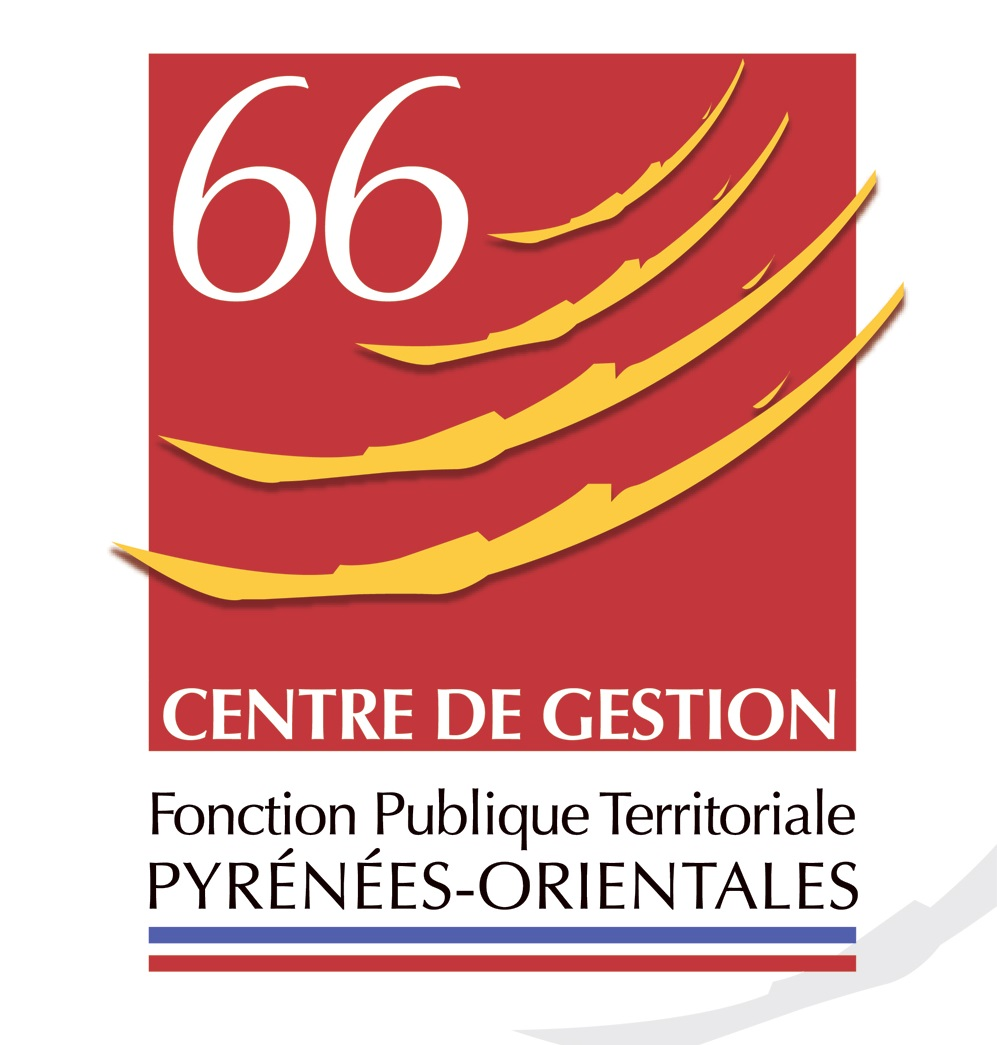 66
CENTRE DE GESTION
Fonction Publique Territoriale
PYRÉNÉES-ORIENTALES